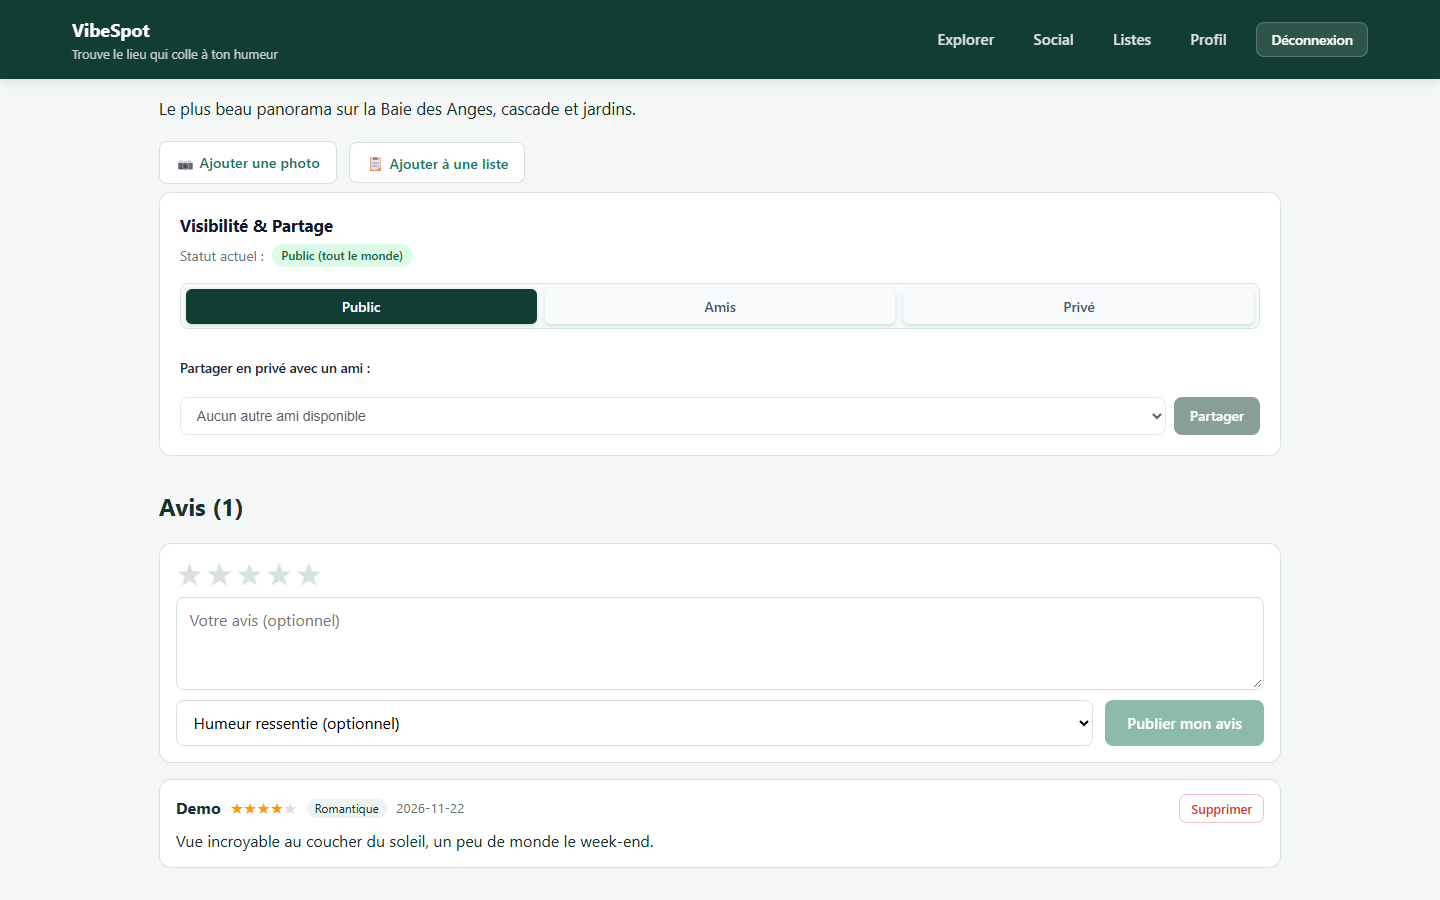 VibeSpot
Trouve le lieu qui colle à ton humeur
Explorer
Social
Listes
Profil
Déconnexion
Le plus beau panorama sur la Baie des Anges, cascade et jardins.
Ajouter une photo
Ajouter à une liste
Visibilité & Partage
Statut actuel : Public (tout le monde)
Public
Amis
Privé
Partager en privé avec un ami :
Aucun autre ami disponible
Partager
Avis (1)
Votre avis (optionnel)
Humeur ressentie (optionnel)
Publier mon avis
Demo ★★★★★ Romantique 2026-11-22
Supprimer
Vue incroyable au coucher du soleil, un peu de monde le week-end.